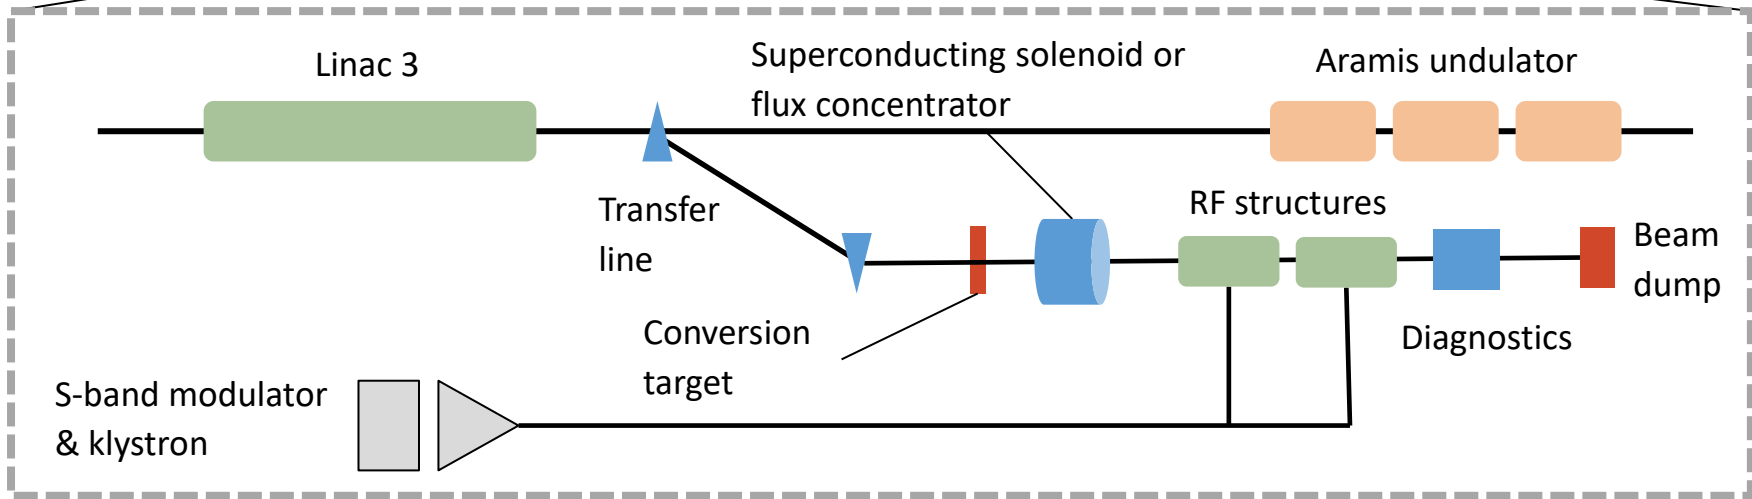 Linac 3
Superconducting solenoid or
flux concentrator
Aramis undulator
Transfer
line
RF structures
Beam
dump
Conversion
target
Diagnostics
S-band modulator
& klystron